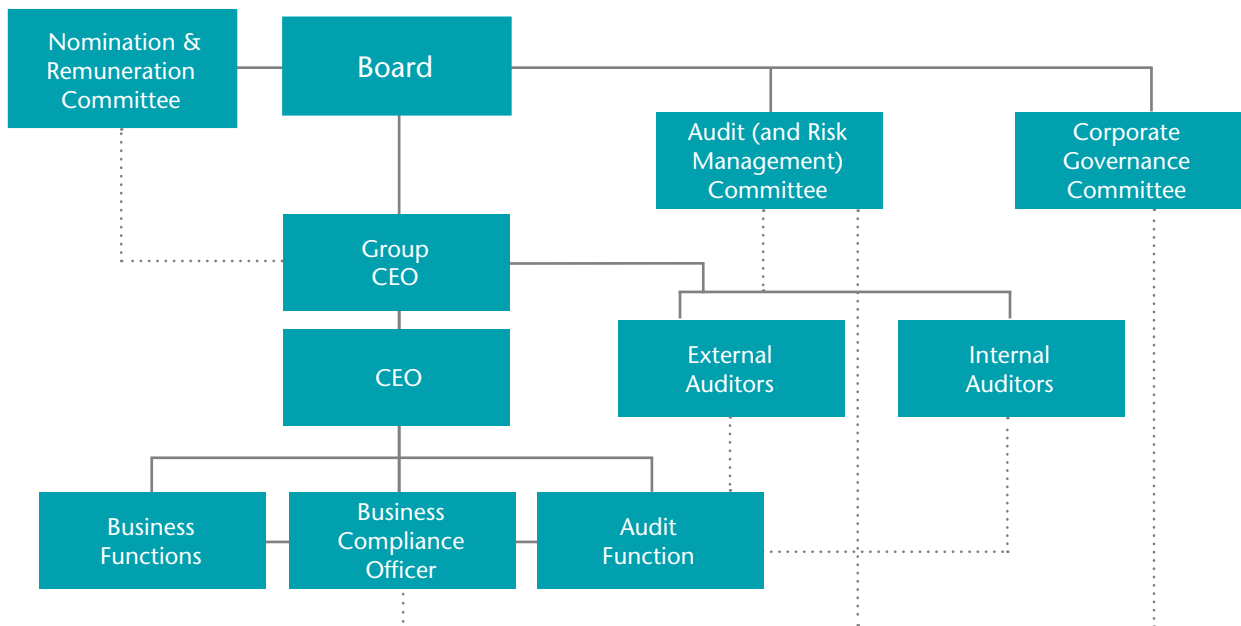 Nomination &
Remuneration
Committee
Board
Audit (and Risk
Management)
Committee
Corporate
Governance
Committee
Group
CEO
CEO
External
Auditors
Internal
Auditors
Business
Functions
Business
Compliance
Officer
Audit
Function